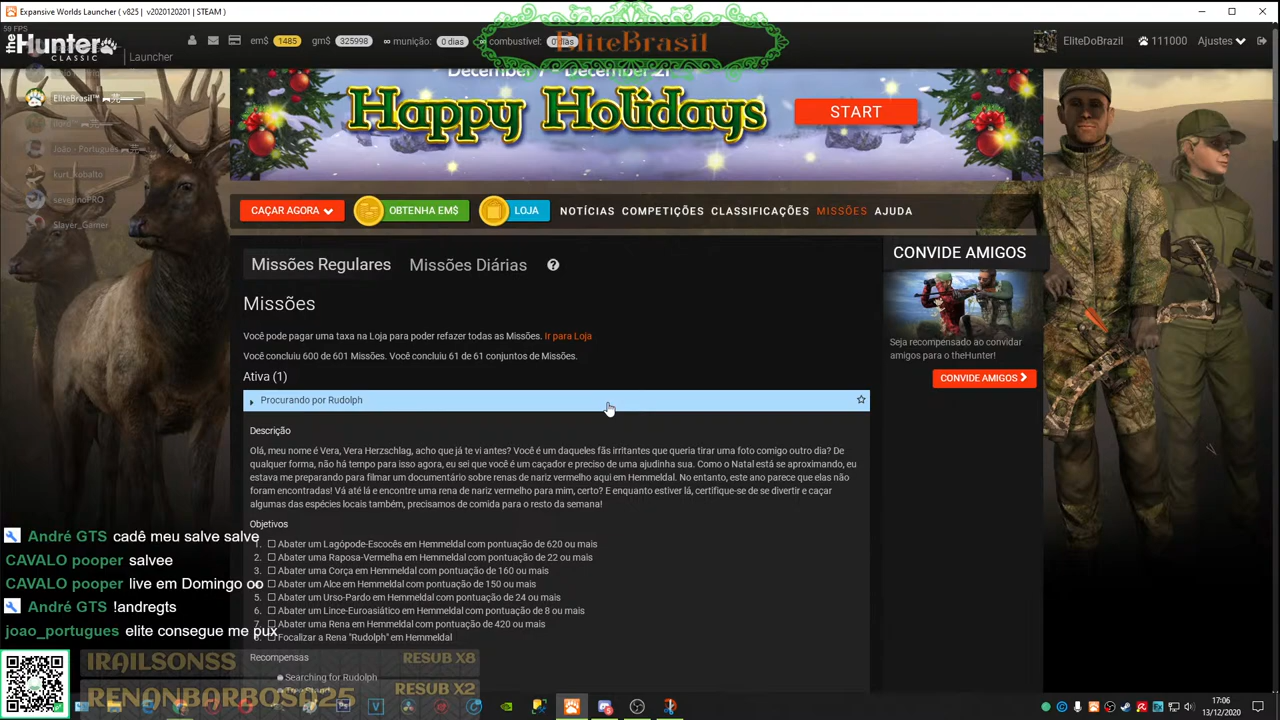 Expansive Worlds Launcher ( v825 | v2020120201 | STEAM )
59 FPS
theHunter CLASSIC | Launcher
em$ 1485 gm$ 325998 ∞ munição: 0 dias ∞ combustível: 0 dias
EliteBrasil
EliteDoBrazil 111000 Ajustes
EliteBrasil™
João - Português
kurt_kobalto
severinoPRO
Slayer_Gamer
December 7 - December 21
Happy Holidays
START
CAÇAR AGORA OBTENHA EM$ LOJA NOTÍCIAS COMPETIÇÕES CLASSIFICAÇÕES MISSÕES AJUDA
Missões Regulares Missões Diárias ?
Missões
Você pode pagar uma taxa na Loja para poder refazer todas as Missões. Ir para Loja
Você concluiu 600 de 601 Missões. Você concluiu 61 de 61 conjuntos de Missões.
Ativa (1)
Procurando por Rudolph
Descrição
Olá, meu nome é Vera, Vera Herzschlag, acho que já te vi antes? Você é um daqueles fãs irritantes que queria tirar uma foto comigo outro dia? De
qualquer forma, não há tempo para isso agora, eu sei que você é um caçador e preciso de uma ajudinha sua. Como o Natal está se aproximando, eu
estava me preparando para filmar um documentário sobre renas de nariz vermelho aqui em Hemmeldal. No entanto, este ano parece que elas não
foram encontradas! Vá até lá e encontre uma rena de nariz vermelho para mim, certo? E enquanto estiver lá, certifique-se de se divertir e caçar
algumas das espécies locais também, precisamos de comida para o resto da semana!
Objetivos
1. Abater um Lagópode-Escocês em Hemmeldal com pontuação de 620 ou mais
2. Abater uma Raposa-Vermelha em Hemmeldal com pontuação de 22 ou mais
3. Abater uma Corça em Hemmeldal com pontuação de 160 ou mais
Abater um Alce em Hemmeldal com pontuação de 150 ou mais
5. Abater um Urso-Pardo em Hemmeldal com pontuação de 24 ou mais
6. Abater um Lince-Euroasiático em Hemmeldal com pontuação de 8 ou mais
7. Abater uma Rena em Hemmeldal com pontuação de 420 ou mais
Focalizar a Rena "Rudolph" em Hemmeldal
Recompensas
Searching for Rudolph
Tree Stand
CONVIDE AMIGOS
Seja recompensado ao convidar
amigos para o theHunter!
CONVIDE AMIGOS
André GTS cadê meu salve salve
CAVALO pooper salvee
CAVALO pooper live em Domingo oo
André GTS !andregts
joao_portugues elite consegue me pux
IRAILSONSS RESUB X8
RENANBARBOSA25 RESUB X2
17:06
13/12/2020